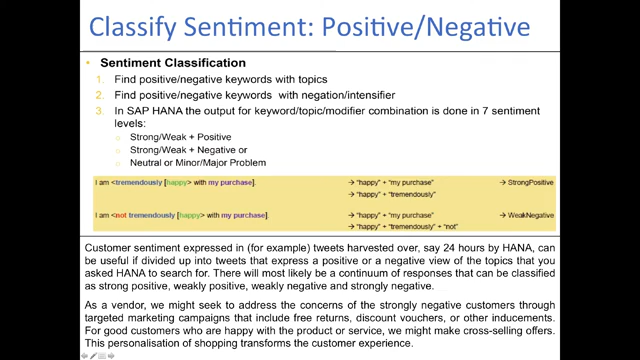 Classify Sentiment: Positive/Negative
• Sentiment Classification
1. Find positive/negative keywords with topics
2. Find positive/negative keywords with negation/intensifier
3. In SAP HANA the output for keyword/topic/modifier combination is done in 7 sentiment
levels:
○ Strong/Weak + Positive
○ Strong/Weak + Negative or
○ Neutral or Minor/Major Problem
I am <tremendously [happy> with my purchase]. → "happy" + "my purchase" → StrongPositive
→ "happy" + "tremendously"
I am <not tremendously [happy> with my purchase]. → "happy" + "my purchase" → WeakNegative
→ "happy" + "tremendously" + "not"
Customer sentiment expressed in (for example) tweets harvested over, say 24 hours by HANA, can
be useful if divided up into tweets that express a positive or a negative view of the topics that you
asked HANA to search for. There will most likely be a continuum of responses that can be classified
as strong positive, weakly positive, weakly negative and strongly negative.
As a vendor, we might seek to address the concerns of the strongly negative customers through
targeted marketing campaigns that include free returns, discount vouchers, or other inducements.
For good customers who are happy with the product or service, we might make cross-selling offers.
This personalisation of shopping transforms the customer experience.